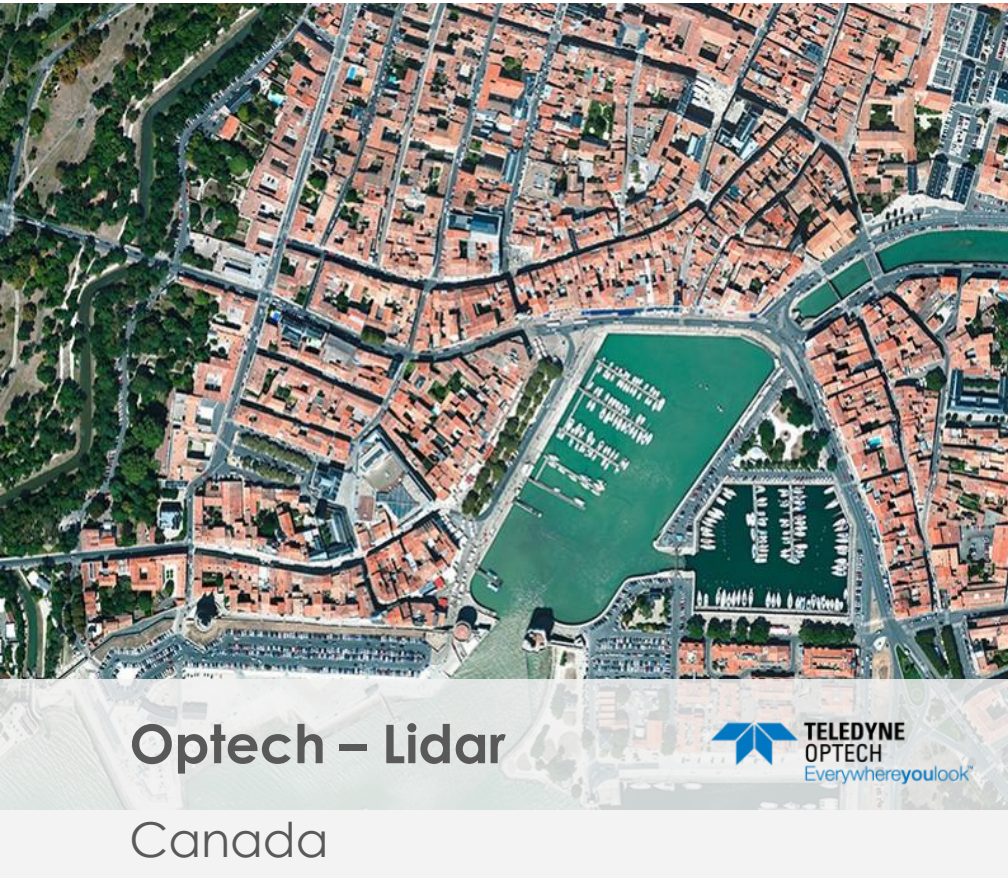 Optech – Lidar
TELEDYNE
OPTECH
Everywhereyoulook™
Canada